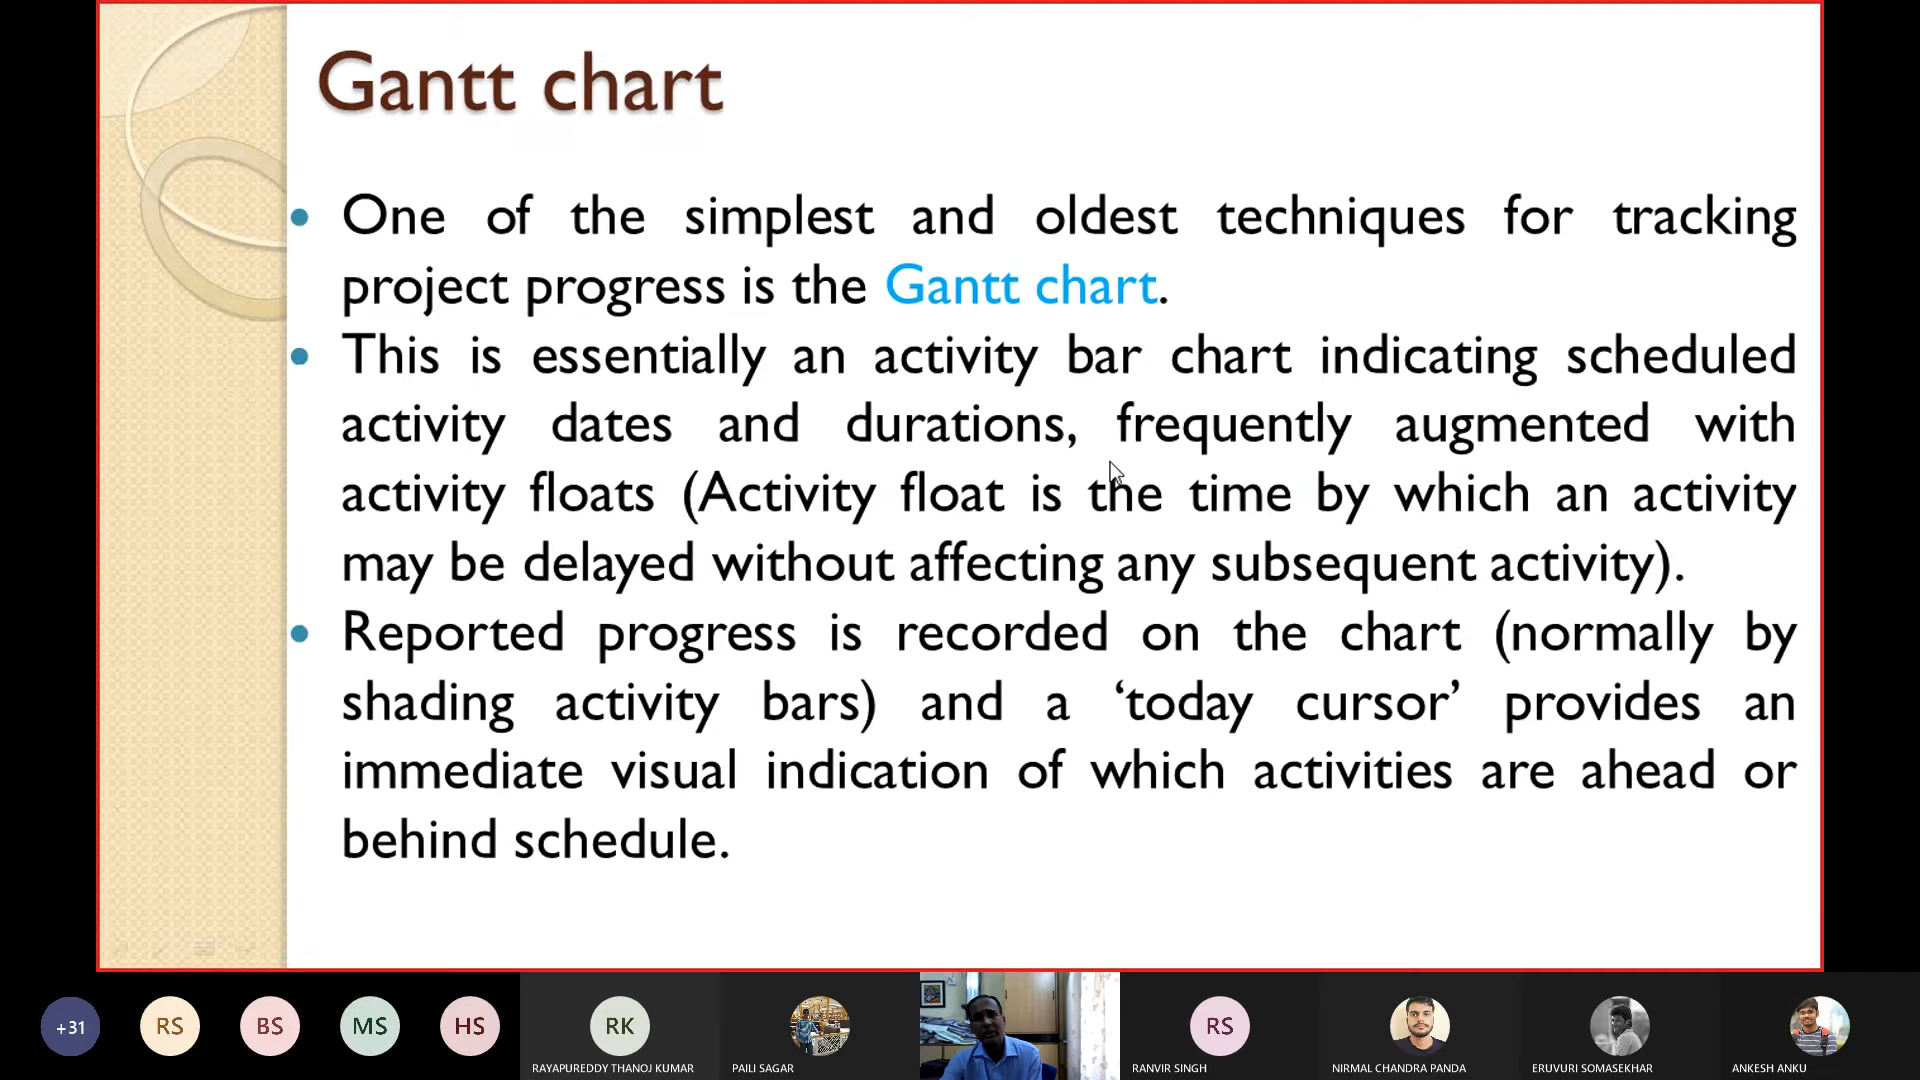 Gantt chart
• One of the simplest and oldest techniques for tracking
project progress is the Gantt chart.
• This is essentially an activity bar chart indicating scheduled
activity dates and durations, frequently augmented with
activity floats (Activity float is the time by which an activity
may be delayed without affecting any subsequent activity).
• Reported progress is recorded on the chart (normally by
shading activity bars) and a ‘today cursor’ provides an
immediate visual indication of which activities are ahead or
behind schedule.
+31
RS
BS
MS
HS
RK
RS
RAYAPUREDDY THANOJ KUMAR
PAILI SAGAR
RANVIR SINGH
NIRMAL CHANDRA PANDA
ERUVURI SOMASEKHAR
ANKESH ANKU